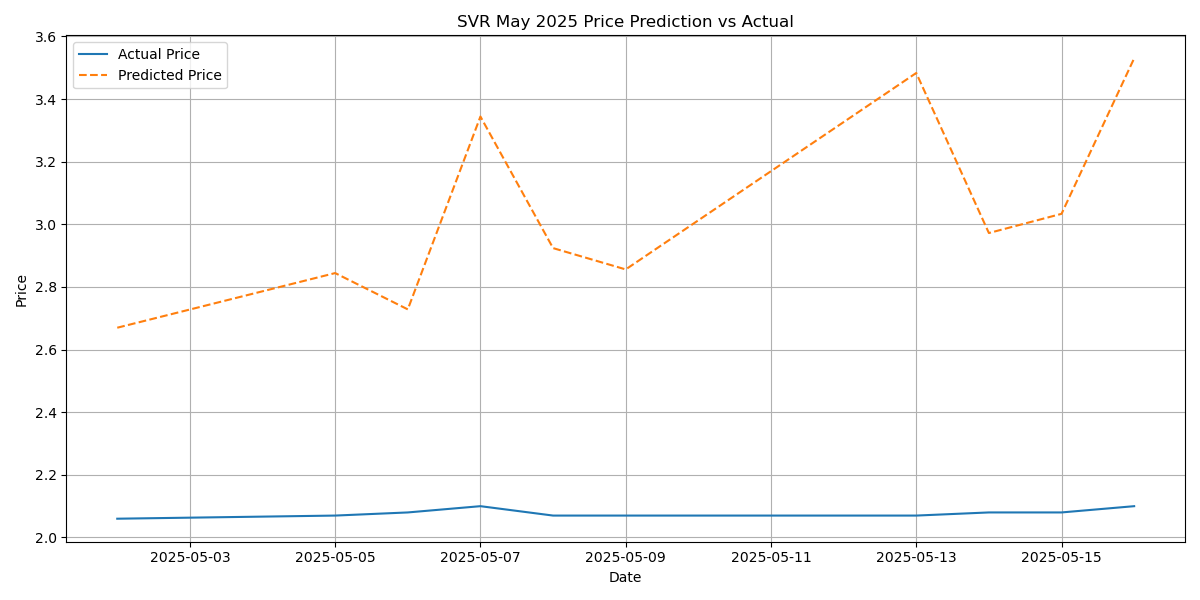 SVR May 2025 Price Prediction vs Actual
Actual Price
Predicted Price
Price
3.6
3.4
3.2
3.0
2.8
2.6
2.4
2.2
2.0
2025-05-03 2025-05-05 2025-05-07 2025-05-09 2025-05-11 2025-05-13 2025-05-15
Date